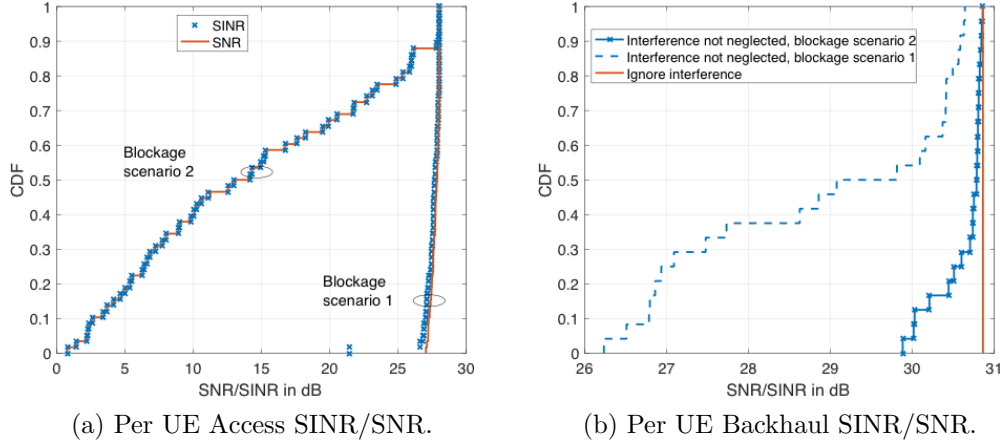 1
0.9
0.8
0.7
0.6
0.5
0.4
0.3
0.2
0.1
0
CDF
SINR
SNR
Blockage
scenario 2
Blockage
scenario 1
0 5 10 15 20 25 30
SNR/SINR in dB
(a) Per UE Access SINR/SNR.
1
0.9
0.8
0.7
0.6
0.5
0.4
0.3
0.2
0.1
0
CDF
Interference not neglected, blockage scenario 2
Interference not neglected, blockage scenario 1
Ignore interference
26 27 28 29 30 31
SNR/SINR in dB
(b) Per UE Backhaul SINR/SNR.